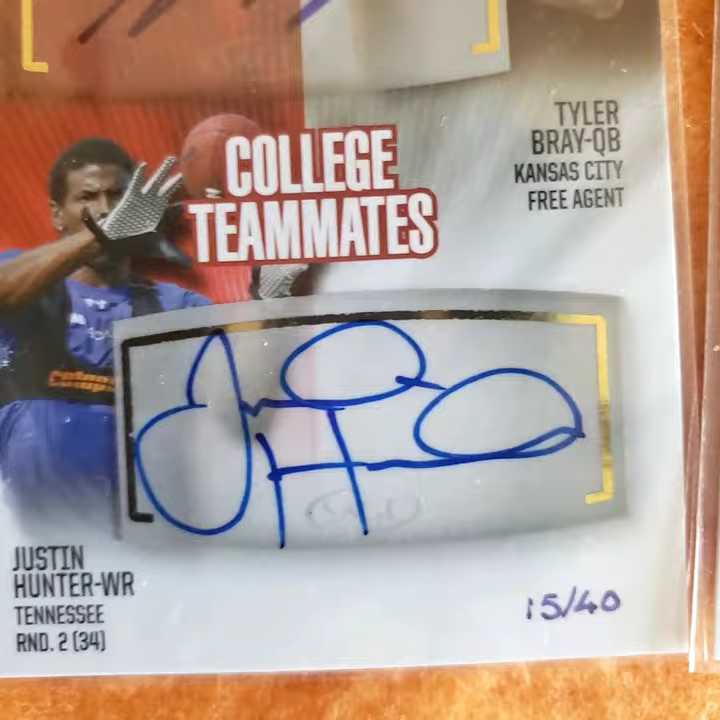 TYLER
BRAY-QB
KANSAS CITY
FREE AGENT
COLLEGE
TEAMMATES
JUSTIN
HUNTER-WR
TENNESSEE
RND. 2 (34)
15/40